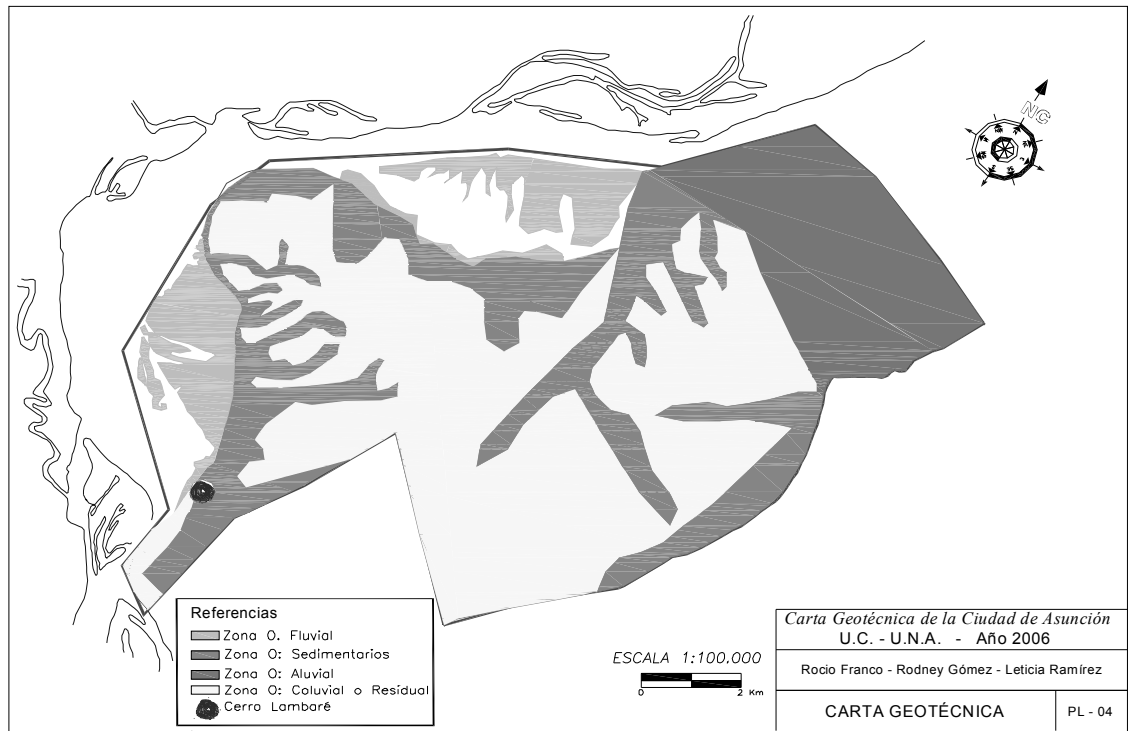 NC
Referencias
Zona O. Fluvial
Zona O: Sedimentarios
Zona O: Aluvial
Zona O: Coluvial o Residual
Cerro Lambaré
ESCALA 1:100,000
0 2 Km
Carta Geotécnica de la Ciudad de Asunción
U.C. - U.N.A. - Año 2006
Rocio Franco - Rodney Gómez - Leticia Ramírez
CARTA GEOTÉCNICA
PL - 04